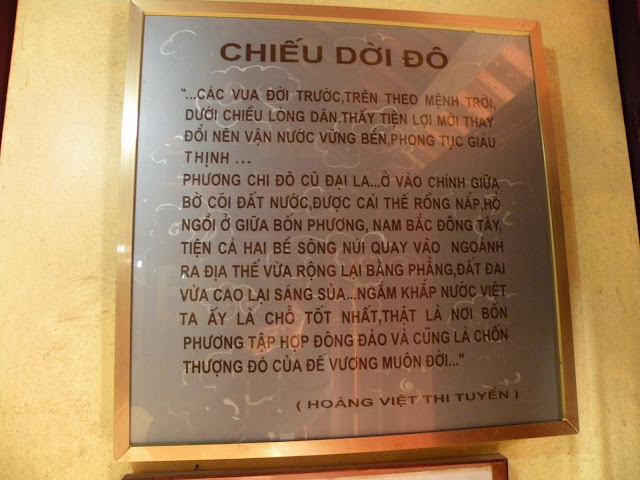 CHIẾU DỜI ĐÔ
"...CÁC VUA ĐỜI TRƯỚC,TRÊN THEO MỆNH TRỜI,
DƯỚI CHIỀU LÒNG DÂN,THẤY TIỆN LỢI MỚI THAY
ĐỔI NÊN VẬN NƯỚC VỮNG BỀN,PHONG TỤC GIÀU
THỊNH ...
PHƯƠNG CHI ĐÔ CŨ ĐẠI LA...Ở VÀO CHÍNH GIỮA
BỜ CÕI ĐẤT NƯỚC,ĐƯỢC CÁI THẾ RỒNG NẤP,HỔ
NGỒI Ở GIỮA BỐN PHƯƠNG, NAM BẮC ĐÔNG TÂY,
TIỆN CẢ HAI BỀ SÔNG NÚI QUAY VÀO NGOẢNH
RA ĐỊA THẾ VỪA RỘNG LẠI BẰNG PHẲNG,ĐẤT ĐAI
VỪA CAO LẠI SÁNG SỦA...NGẮM KHẮP NƯỚC VIỆT
TA ẤY LÀ CHỖ TỐT NHẤT,THẬT LÀ NƠI BỐN
PHƯƠNG TẬP HỢP ĐÔNG ĐẢO VÀ CŨNG LÀ CHỐN
THƯỢNG ĐÔ CỦA ĐẾ VƯƠNG MUÔN ĐỜI..."
( HOÀNG VIỆT THI TUYỂN )